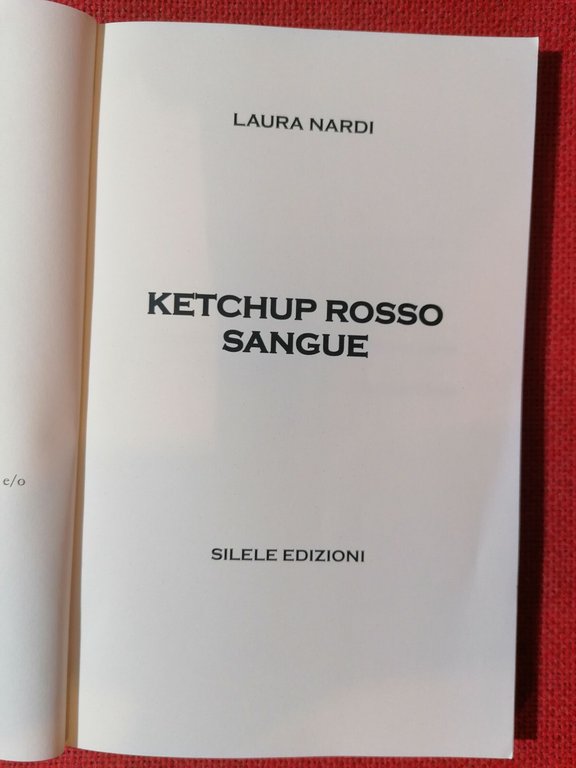 e/o
LAURA NARDI
KETCHUP ROSSO
SANGUE
SILELE EDIZIONI